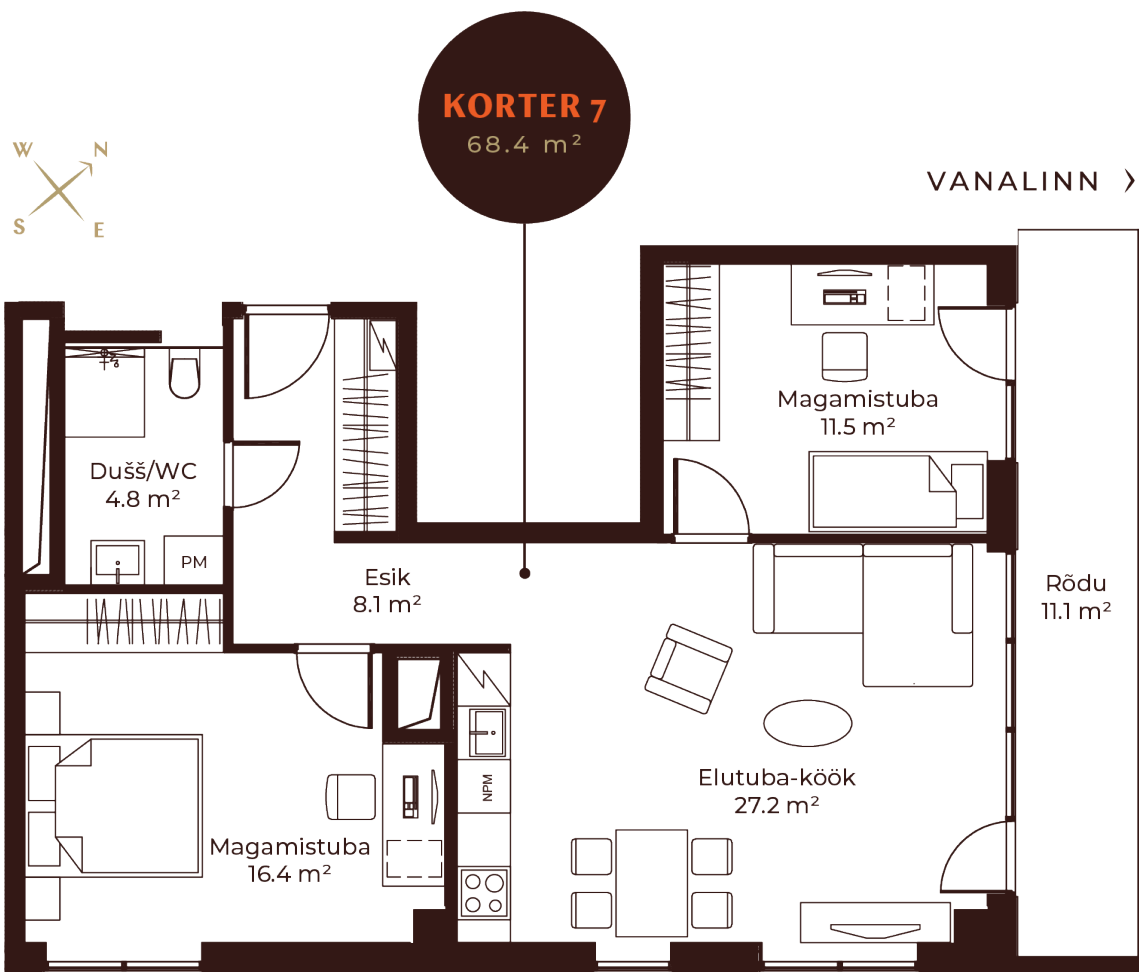 KORTER 7
68.4 m²
W
N
S
E
VANALINN
Magamistuba
11.5 m²
Dušš/WC
4.8 m²
PM
Esik
8.1 m²
Rõdu
11.1 m²
NPM
Elutuba-köök
27.2 m²
Magamistuba
16.4 m²